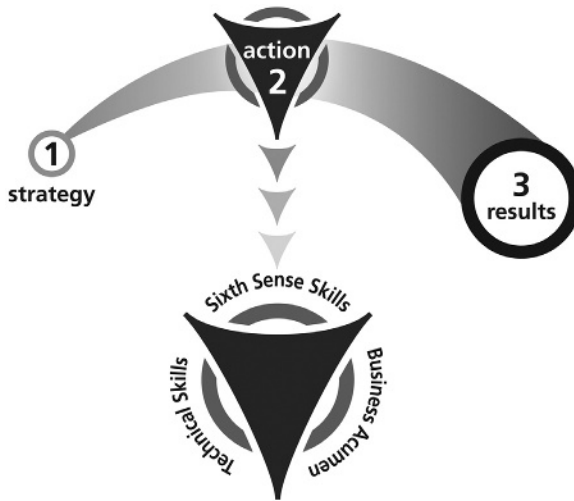 action
2
1
strategy
3
results
Sixth Sense Skills
Technical Skills
Business Acumen